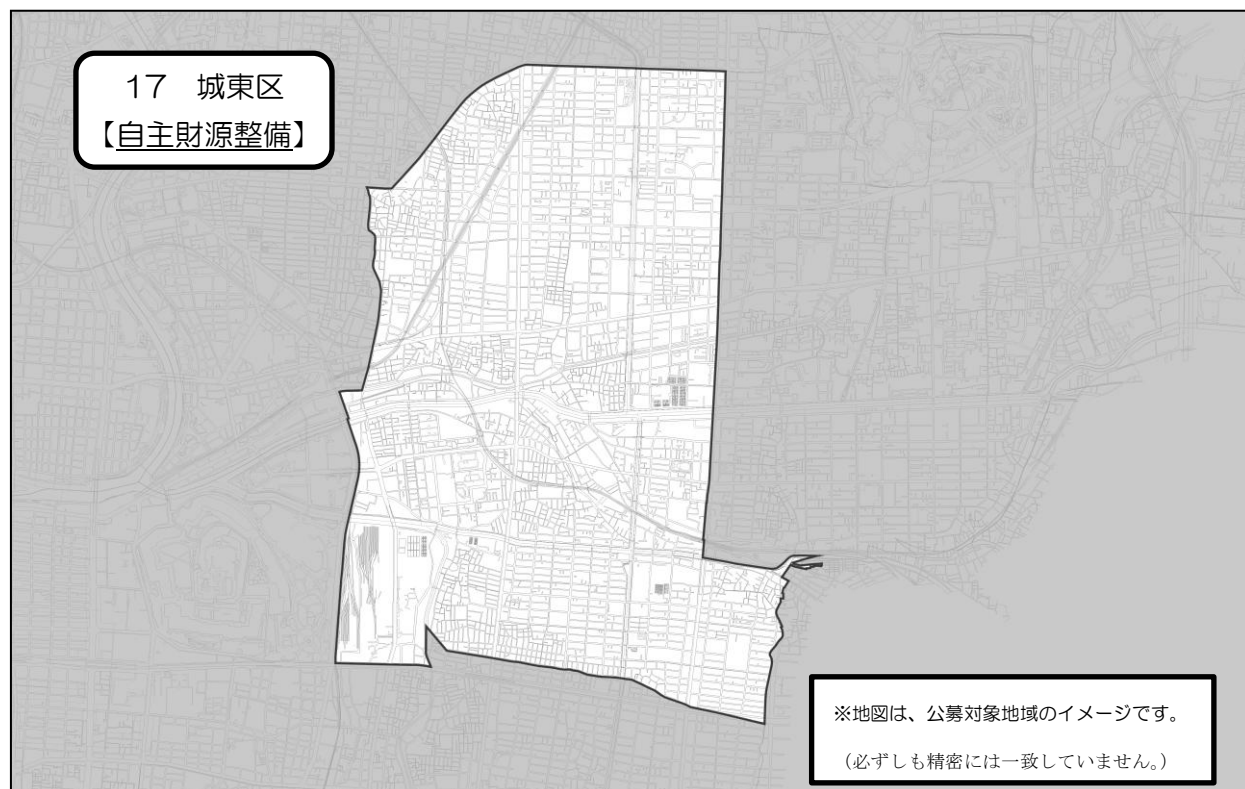 17　城東区
【自主財源整備】
※地図は、公募対象地域のイメージです。
（必ずしも精密には一致していません。）